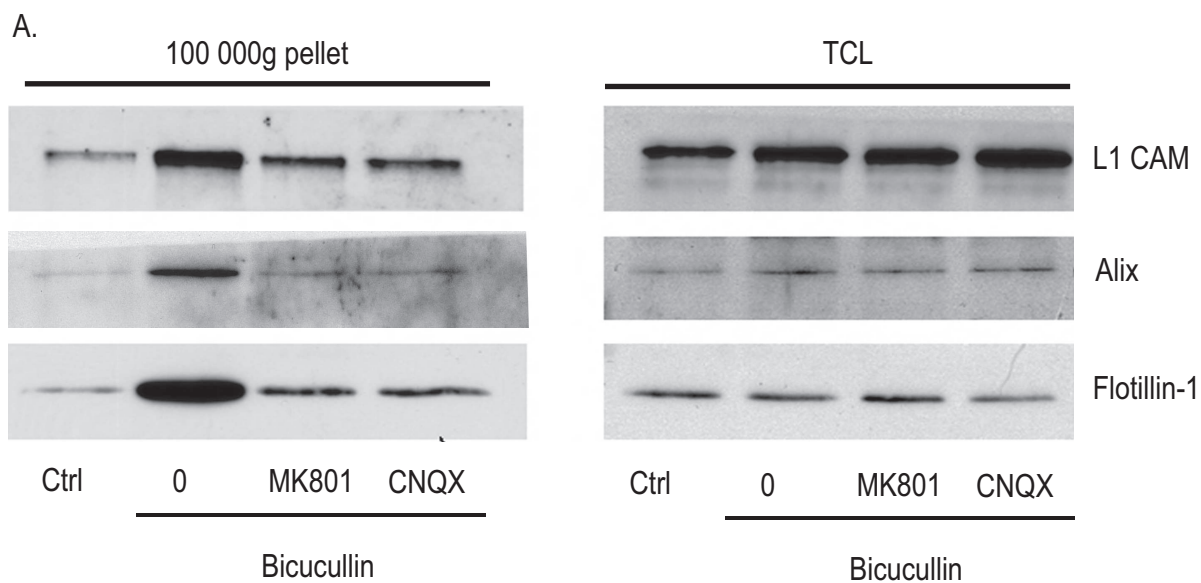 A.
100 000g pellet
TCL
L1 CAM
Alix
Flotillin-1
Ctrl 0 MK801 CNQX
Ctrl 0 MK801 CNQX
Bicucullin
Bicucullin